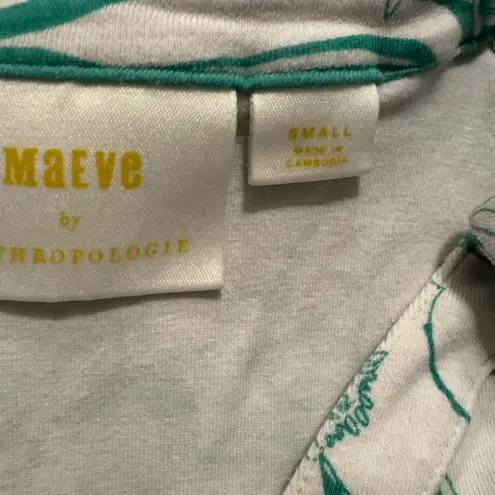 MaEve
by
THROPOLOGIE
SMALL
MADE IN
CAMBODIA